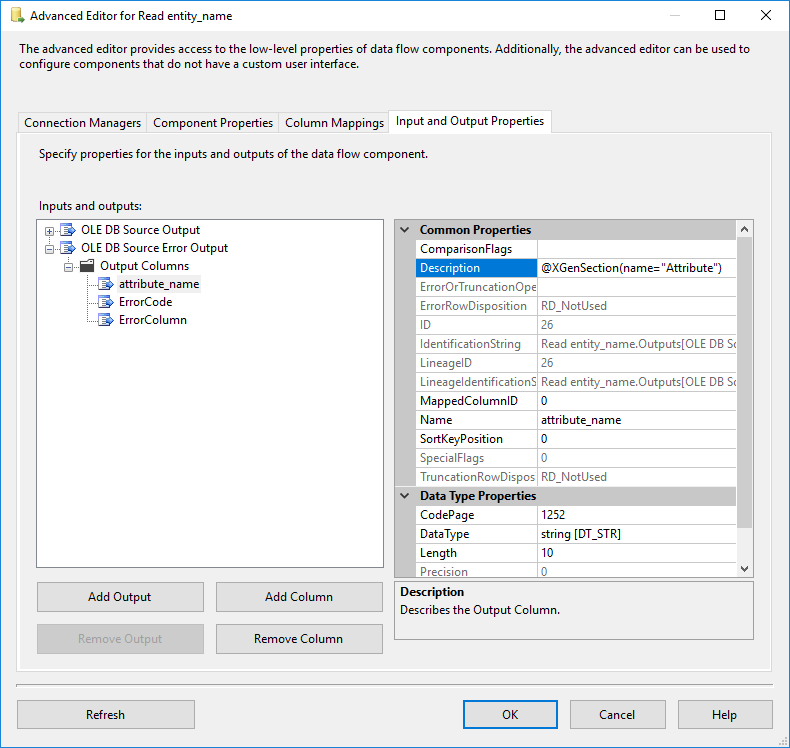 Advanced Editor for Read entity_name
The advanced editor provides access to the low-level properties of data flow components. Additionally, the advanced editor can be used to
configure components that do not have a custom user interface.
Connection Managers Component Properties Column Mappings Input and Output Properties
Specify properties for the inputs and outputs of the data flow component.
Inputs and outputs:
OLE DB Source Output
OLE DB Source Error Output
Output Columns
attribute_name
ErrorCode
ErrorColumn
Add Output Add Column
Remove Output Remove Column
Common Properties
ComparisonFlags
Description @XGenSection(name="Attribute")
ErrorOrTruncationOpe
ErrorRowDisposition RD_NotUsed
ID 26
IdentificationString Read entity_name.Outputs[OLE DB Sc
LineageID 26
LineageIdentificationS Read entity_name.Outputs[OLE DB Sc
MappedColumnID 0
Name attribute_name
SortKeyPosition 0
SpecialFlags 0
TruncationRowDispos RD_NotUsed
Data Type Properties
CodePage 1252
DataType string [DT_STR]
Length 10
Precision 0
Description
Describes the Output Column.
Refresh OK Cancel Help